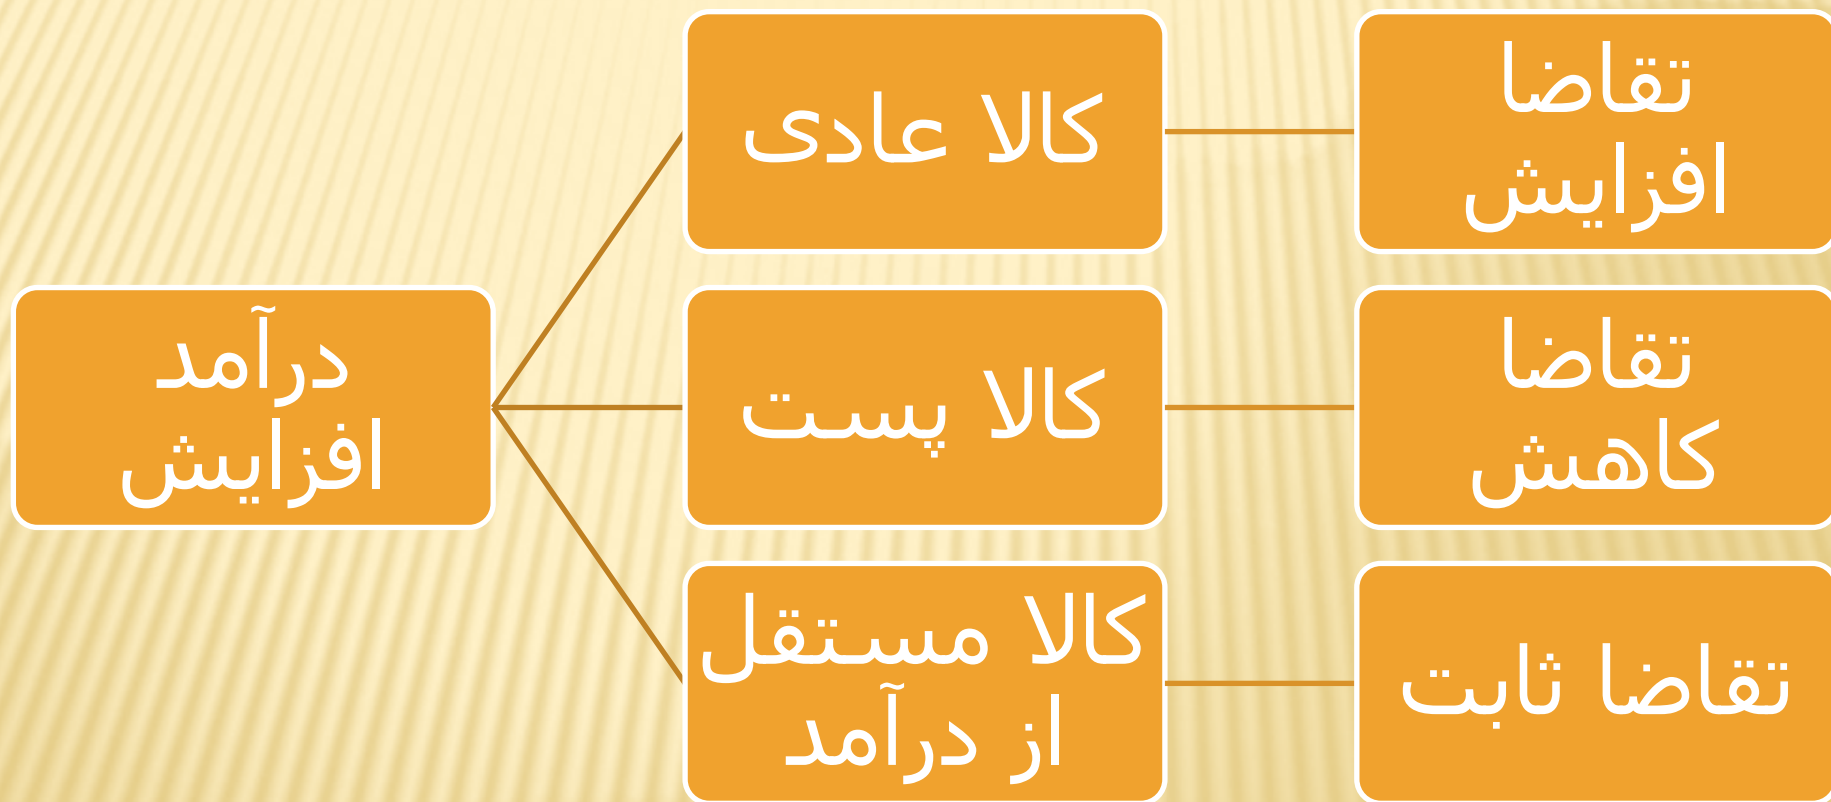 درآمد
افزایش
کالا عادی
تقاضا
افزایش
کالا پست
تقاضا
کاهش
کالا مستقل
از درآمد
تقاضا ثابت